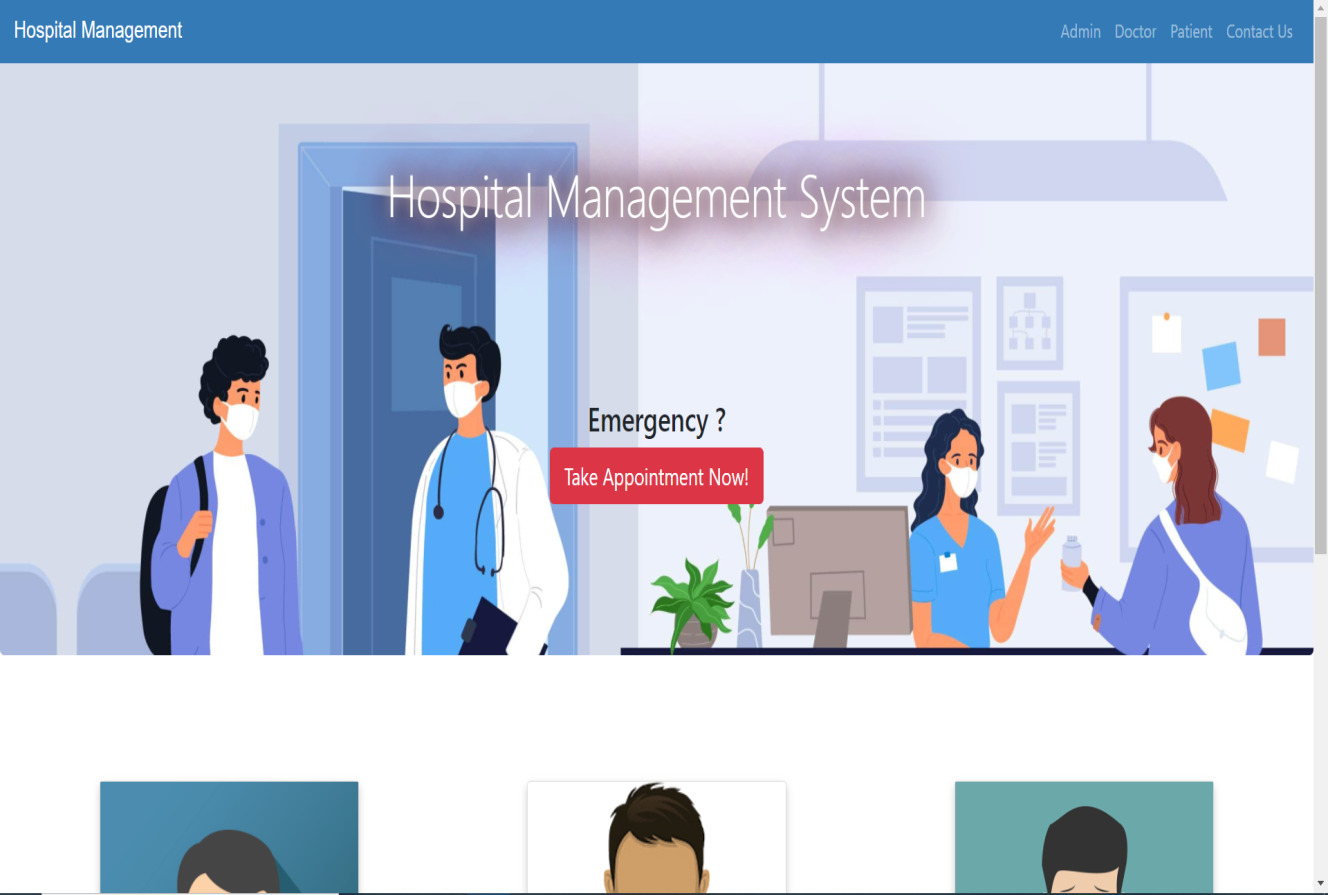 Hospital Management
Admin Doctor Patient Contact Us
Hospital Management System
Emergency ?
Take Appointment Now!